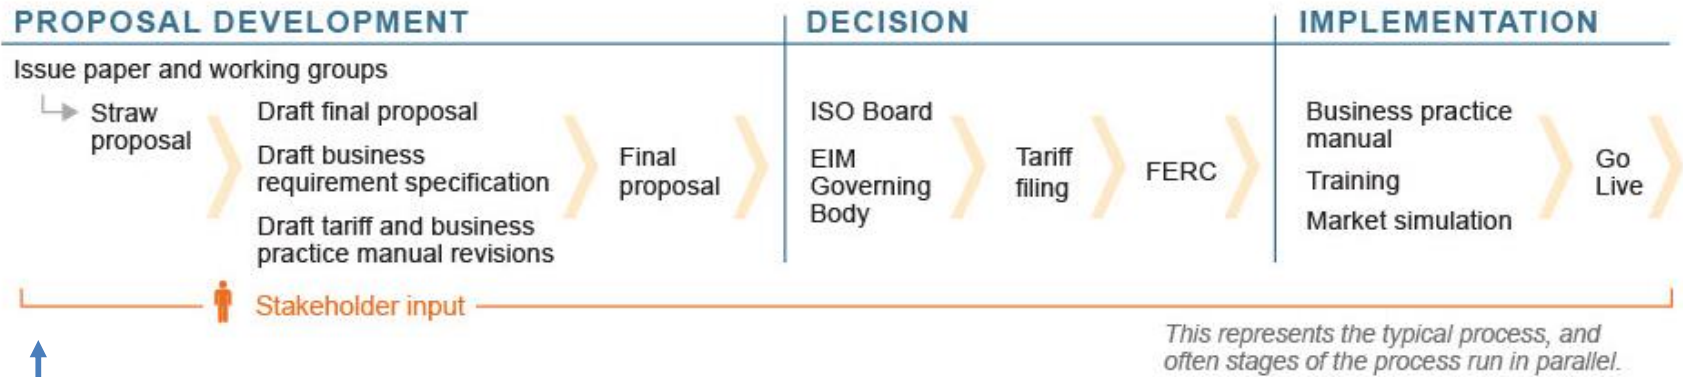 PROPOSAL DEVELOPMENT
DECISION
IMPLEMENTATION
Issue paper and working groups
Straw
proposal
Draft final proposal
Draft business
requirement specification
Draft tariff and business
practice manual revisions
Final
proposal
ISO Board
EIM
Governing
Body
Tariff
filing
FERC
Business practice
manual
Training
Market simulation
Go
Live
Stakeholder input
This represents the typical process, and
often stages of the process run in parallel.